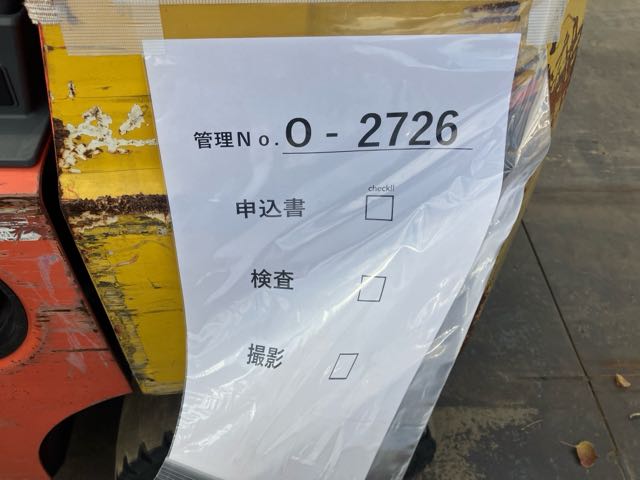 管理No. O - 2726
check!!
申込書 □
検査 □
撮影 □